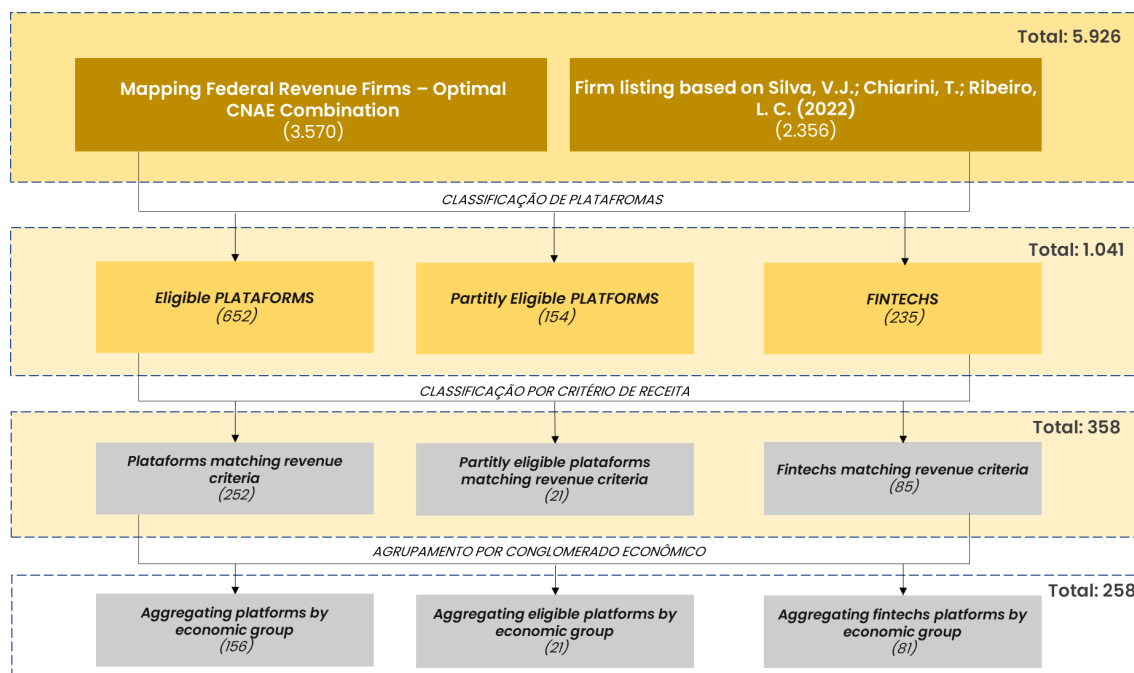 Total: 5.926
Mapping Federal Revenue Firms – Optimal
CNAE Combination
(3.570)
Firm listing based on Silva, V.J.; Chiarini, T.; Ribeiro,
L. C. (2022)
(2.356)
CLASSIFICAÇÃO DE PLATAFROMAS
Total: 1.041
Eligible PLATAFORMS
(652)
Partitly Eligible PLATFORMS
(154)
FINTECHS
(235)
CLASSIFICAÇÃO POR CRITÉRIO DE RECEITA
Total: 358
Plataforms matching revenue
criteria
(252)
Partitly eligible plataforms
matching revenue criteria
(21)
Fintechs matching revenue criteria
(85)
AGRUPAMENTO POR CONGLOMERADO ECONÔMICO
Total: 258
Aggregating platforms by
economic group
(156)
Aggregating eligible platforms by
economic group
(21)
Aggregating fintechs platforms by
economic group
(81)